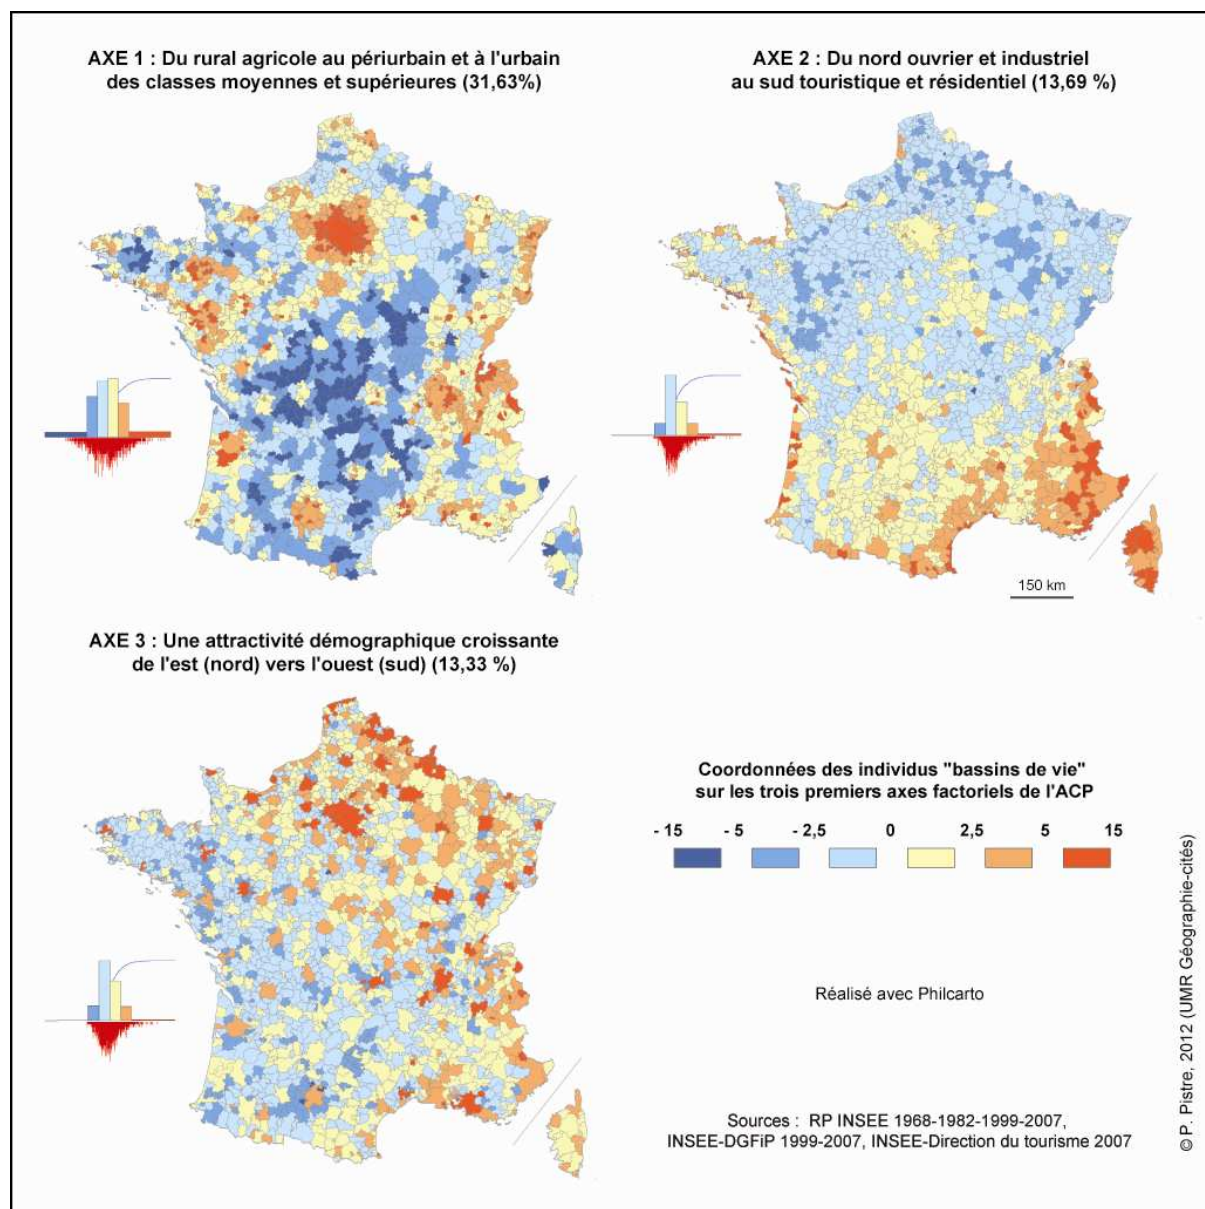 AXE 1 : Du rural agricole au périurbain et à l'urbain
des classes moyennes et supérieures (31,63%)
AXE 2 : Du nord ouvrier et industriel
au sud touristique et résidentiel (13,69 %)
150 km
AXE 3 : Une attractivité démographique croissante
de l'est (nord) vers l'ouest (sud) (13,33 %)
Coordonnées des individus "bassins de vie"
sur les trois premiers axes factoriels de l'ACP
- 15 - 5 - 2,5 0 2,5 5 15
Réalisé avec Philcarto
Sources : RP INSEE 1968-1982-1999-2007,
INSEE-DGFiP 1999-2007, INSEE-Direction du tourisme 2007
© P. Pistre, 2012 (UMR Géographie-cités)